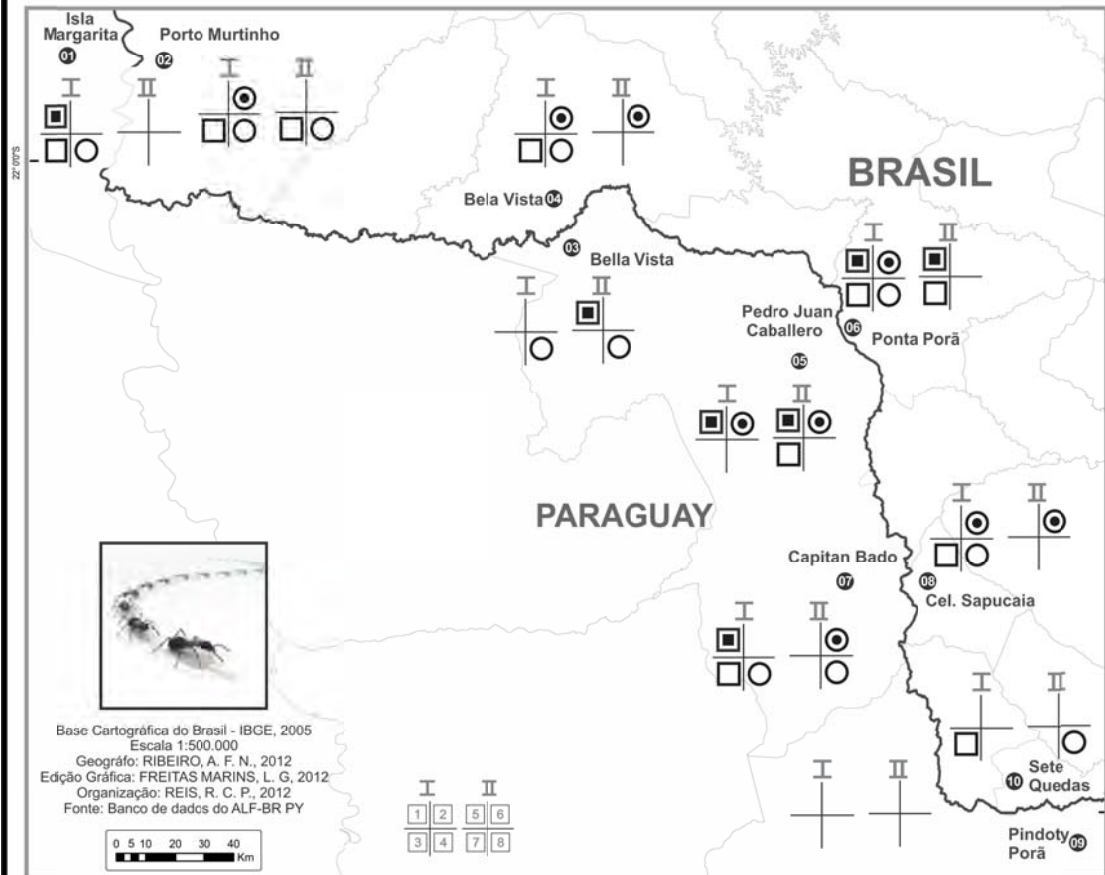 Isla
Margarita
01
Porto Murtinho
02
I
II
I
II
I
II
22°0'0"S
BRASIL
Bela Vista 04
03
Bella Vista
I
II
I
II
Pedro Juan
Caballero
06
Ponta Porã
05
I
II
PARAGUAY
I
II
Capitan Bado
07
08
Cel. Sapucaia
I
II
I
II
Base Cartográfica do Brasil - IBGE, 2005
Escala 1:500.000
Geográfo: RIBEIRO, A. F. N., 2012
Edição Gráfica: FREITAS MARINS, L. G, 2012
Organização: REIS, R. C. P., 2012
Fonte: Banco de dados do ALF-BR PY
I
II
1 2 5 6
3 4 7 8
I
II
10 Sete
Quedas
0 5 10 20 30 40
Km
Pindoty
Porã 09